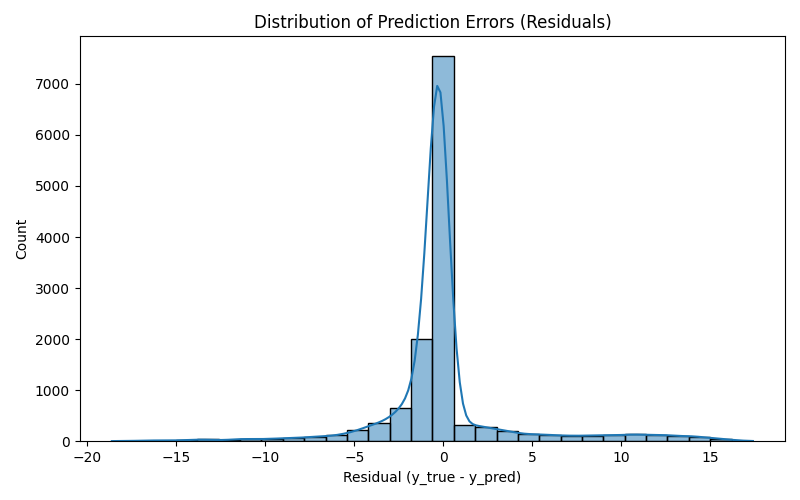 Distribution of Prediction Errors (Residuals)
7000
6000
5000
4000
3000
2000
1000
0
Count
−20 −15 −10 −5 0 5 10 15
Residual (y_true - y_pred)